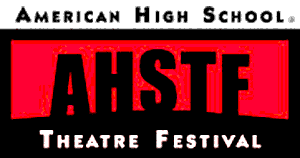 AMERICAN HIGH SCHOOL®
AHSTF
THEATRE FESTIVAL